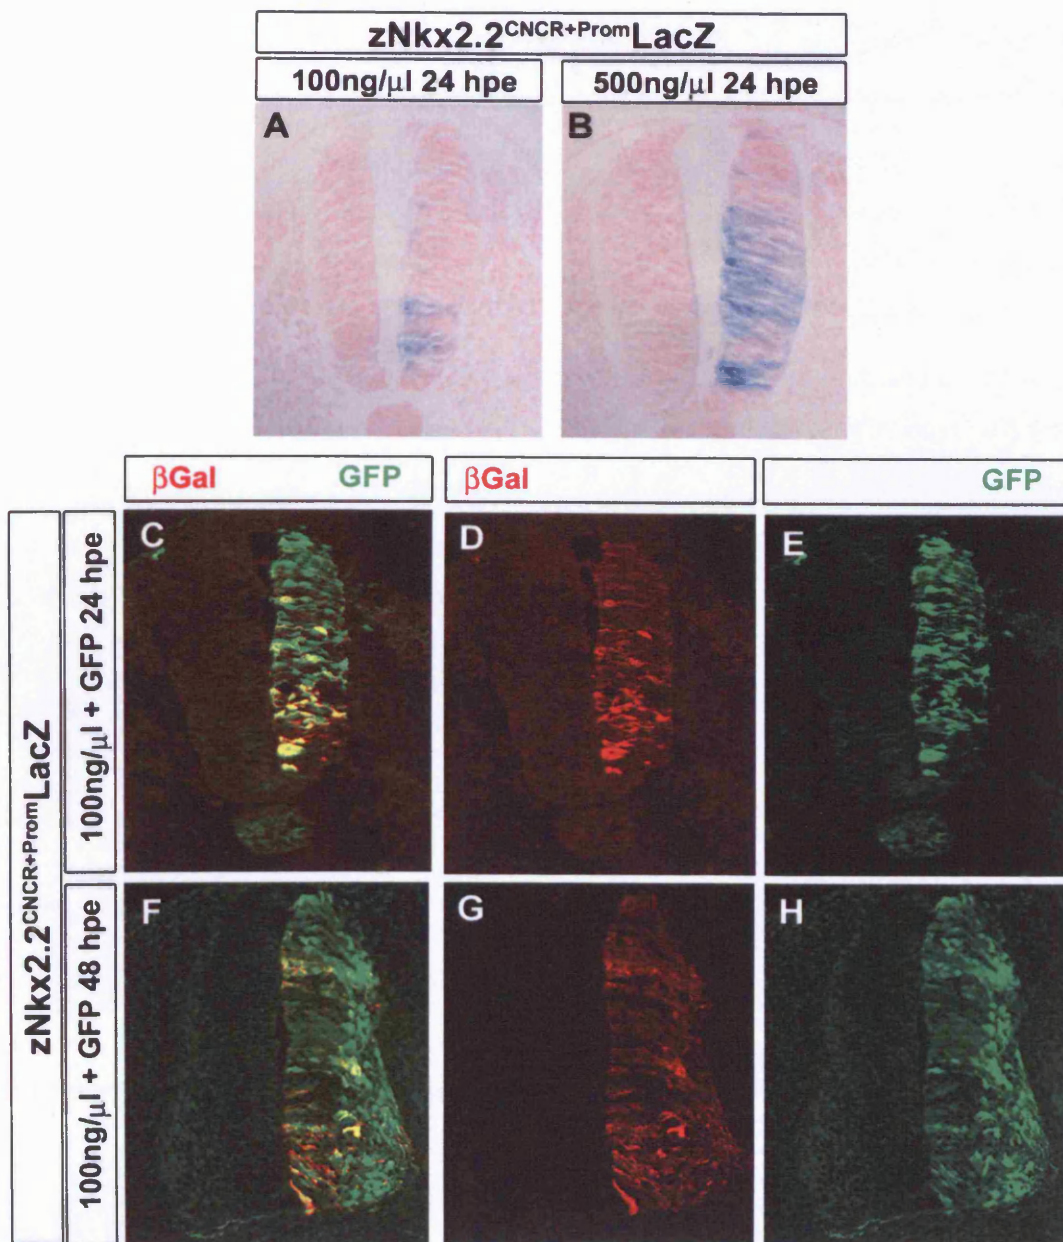 zNkx2.2CNCR+PromLacZ
100ng/μl 24 hpe
500ng/μl 24 hpe
A
B
βGal GFP
βGal
GFP
zNkx2.2CNCR+PromLacZ
100ng/μl + GFP 24 hpe
C
D
E
100ng/μl + GFP 48 hpe
F
G
H